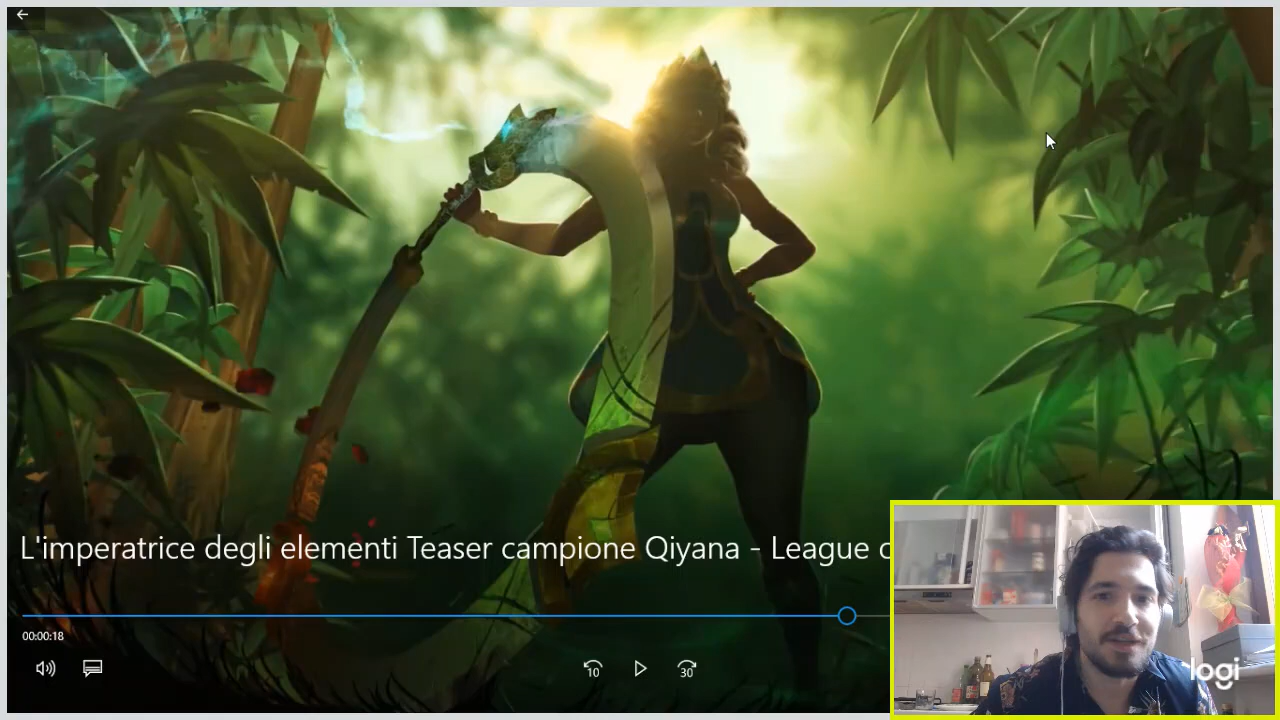 L'imperatrice degli elementi Teaser campione Qiyana - League
00:00:18
10
30
logi